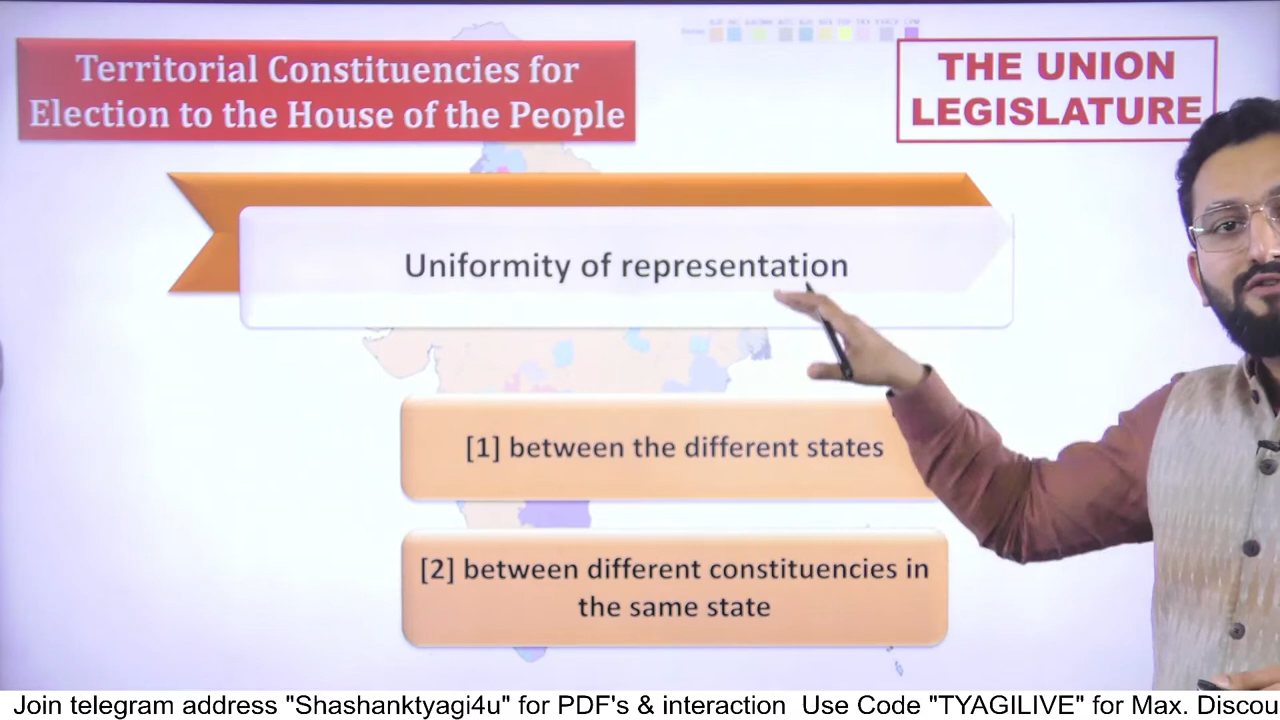 Territorial Constituencies for
Election to the House of the People
THE UNION
LEGISLATURE
Uniformity of representation
[1] between the different states
[2] between different constituencies in
the same state
Join telegram address "Shashanktyagi4u" for PDF's & interaction Use Code "TYAGILIVE" for Max. Discou